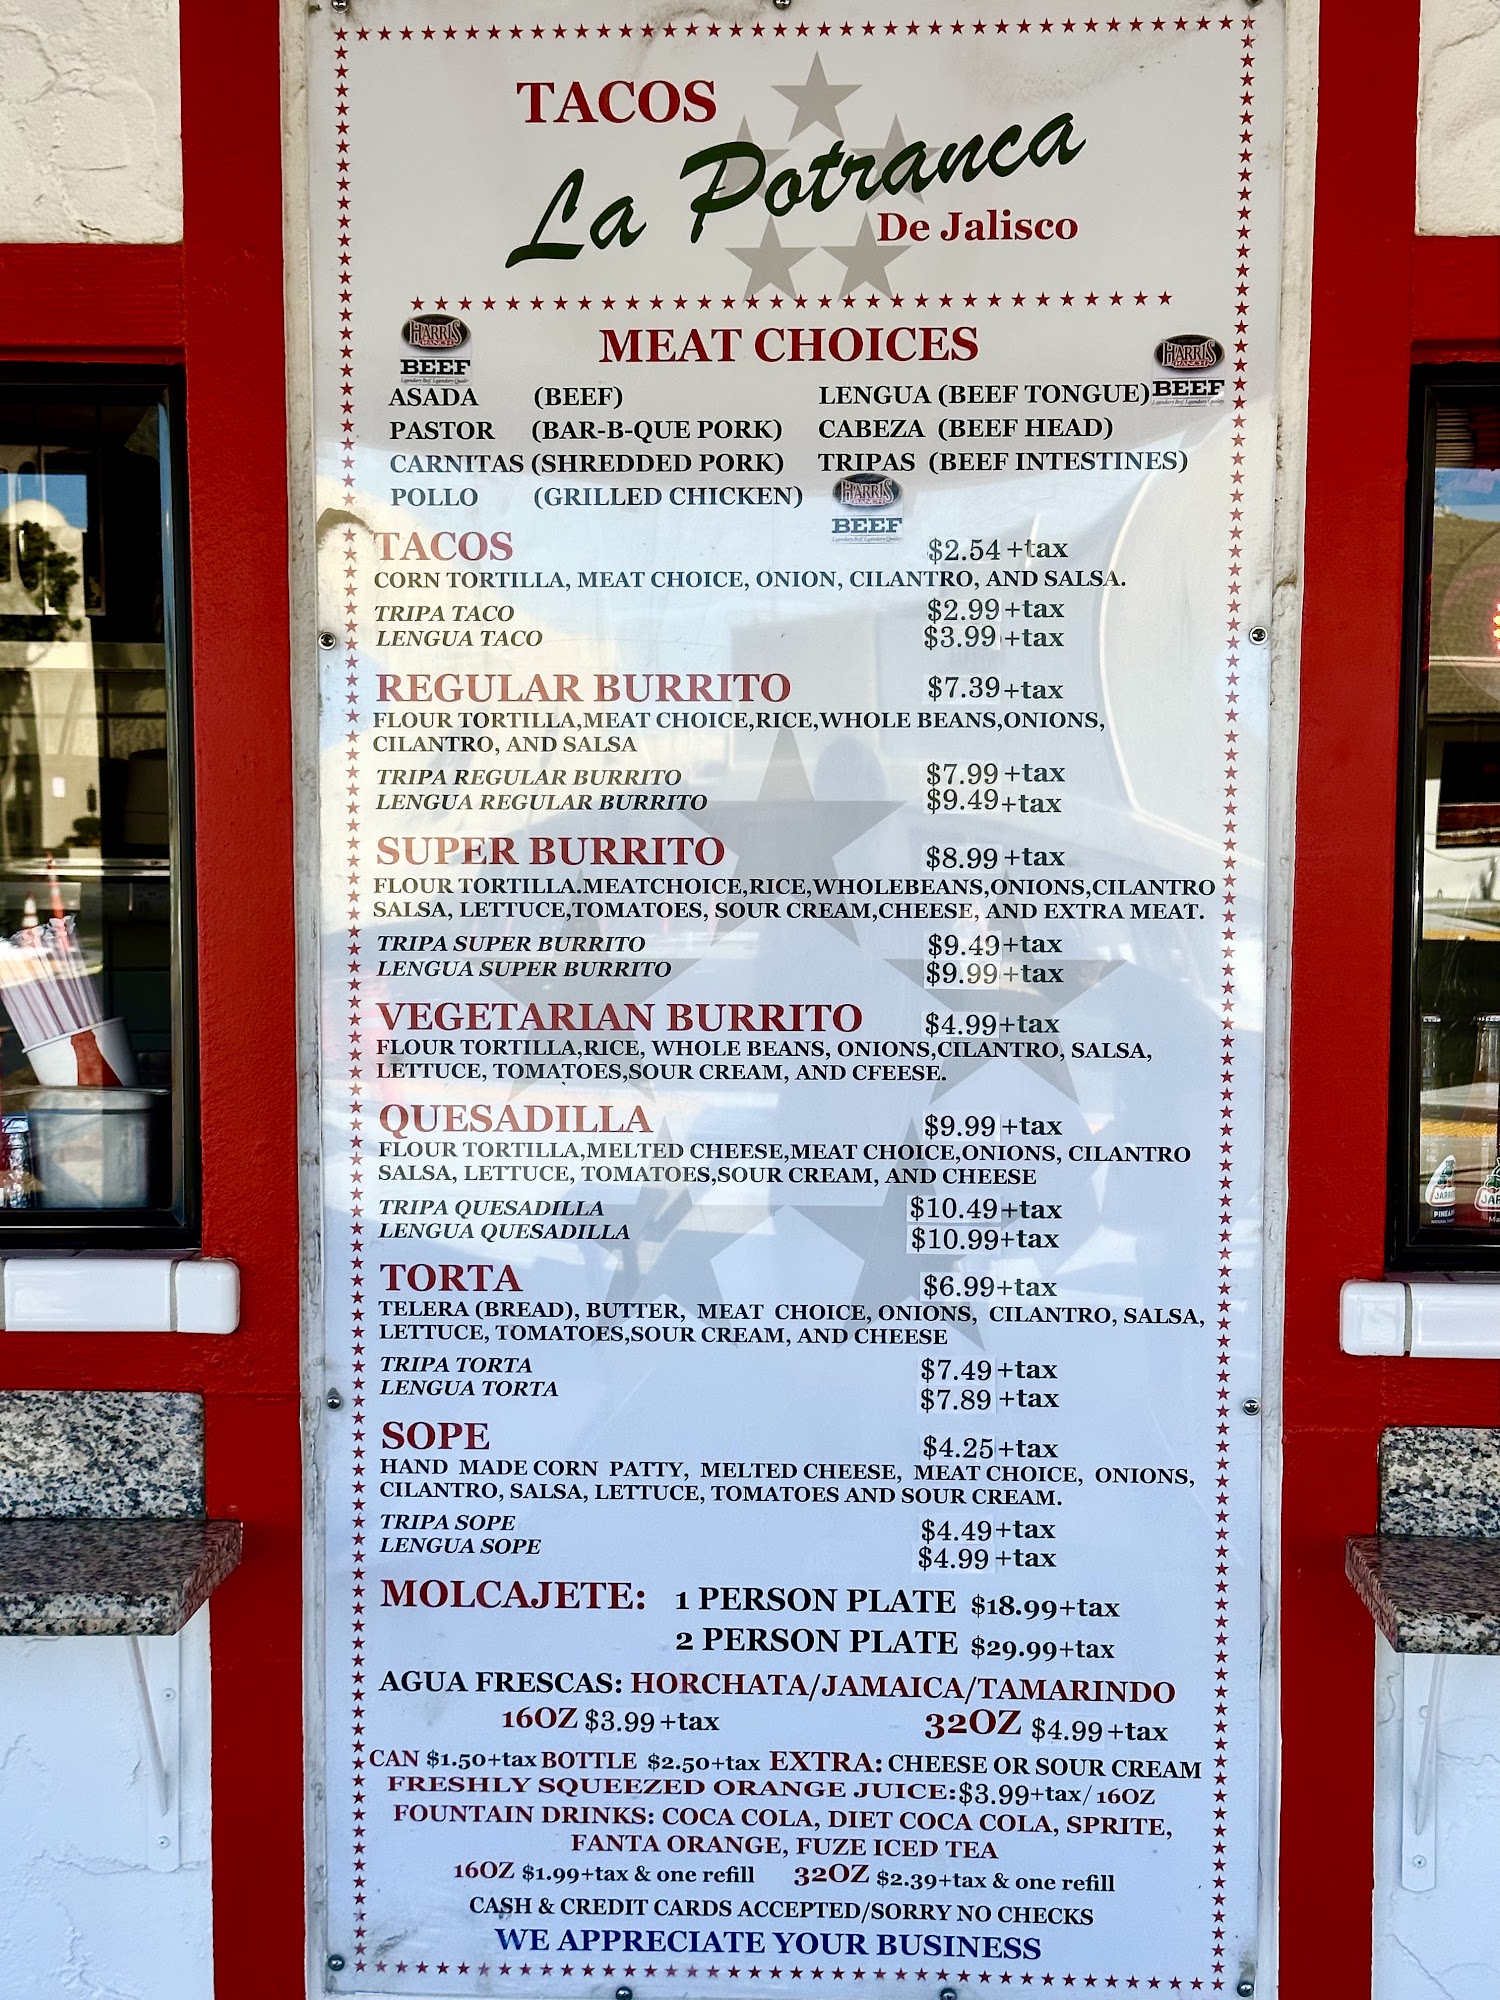 TACOS
La Potranca
De Jalisco
MEAT CHOICES
HARRIS RANCH
BEEF
HARRIS RANCH
BEEF
ASADA (BEEF) LENGUA (BEEF TONGUE)
PASTOR (BAR-B-QUE PORK) CABEZA (BEEF HEAD)
CARNITAS (SHREDDED PORK) TRIPAS (BEEF INTESTINES)
POLLO (GRILLED CHICKEN)
HARRIS RANCH
BEEF
TACOS $2.54 +tax
CORN TORTILLA, MEAT CHOICE, ONION, CILANTRO, AND SALSA.
TRIPA TACO $2.99+tax
LENGUA TACO $3.99+tax
REGULAR BURRITO $7.39+tax
FLOUR TORTILLA,MEAT CHOICE,RICE,WHOLE BEANS,ONIONS,
CILANTRO, AND SALSA
TRIPA REGULAR BURRITO $7.99+tax
LENGUA REGULAR BURRITO $9.49+tax
SUPER BURRITO $8.99+tax
FLOUR TORTILLA.MEATCHOICE,RICE,WHOLEBEANS,ONIONS,CILANTRO
SALSA, LETTUCE,TOMATOES, SOUR CREAM,CHEESE, AND EXTRA MEAT.
TRIPA SUPER BURRITO $9.49+tax
LENGUA SUPER BURRITO $9.99+tax
VEGETARIAN BURRITO $4.99+tax
FLOUR TORTILLA,RICE, WHOLE BEANS, ONIONS,CILANTRO, SALSA,
LETTUCE, TOMATOES,SOUR CREAM, AND CFEESE.
QUESADILLA $9.99+tax
FLOUR TORTILLA,MELTED CHEESE,MEAT CHOICE,ONIONS, CILANTRO
SALSA, LETTUCE, TOMATOES,SOUR CREAM, AND CHEESE
TRIPA QUESADILLA $10.49+tax
LENGUA QUESADILLA $10.99+tax
TORTA $6.99+tax
TELERA (BREAD), BUTTER, MEAT CHOICE, ONIONS, CILANTRO, SALSA,
LETTUCE, TOMATOES,SOUR CREAM, AND CHEESE
TRIPA TORTA $7.49+tax
LENGUA TORTA $7.89+tax
SOPE $4.25+tax
HAND MADE CORN PATTY, MELTED CHEESE, MEAT CHOICE, ONIONS,
CILANTRO, SALSA, LETTUCE, TOMATOES AND SOUR CREAM.
TRIPA SOPE $4.49+tax
LENGUA SOPE $4.99+tax
MOLCAJETE: 1 PERSON PLATE $18.99+tax
2 PERSON PLATE $29.99+tax
AGUA FRESCAS: HORCHATA/JAMAICA/TAMARINDO
16OZ $3.99+tax 32OZ $4.99+tax
CAN $1.50+tax BOTTLE $2.50+tax EXTRA: CHEESE OR SOUR CREAM
FRESHLY SQUEEZED ORANGE JUICE:$3.99+tax/ 16OZ
FOUNTAIN DRINKS: COCA COLA, DIET COCA COLA, SPRITE,
FANTA ORANGE, FUZE ICED TEA
16OZ $1.99+tax & one refill 32OZ $2.39+tax & one refill
CASH & CREDIT CARDS ACCEPTED/SORRY NO CHECKS
WE APPRECIATE YOUR BUSINESS